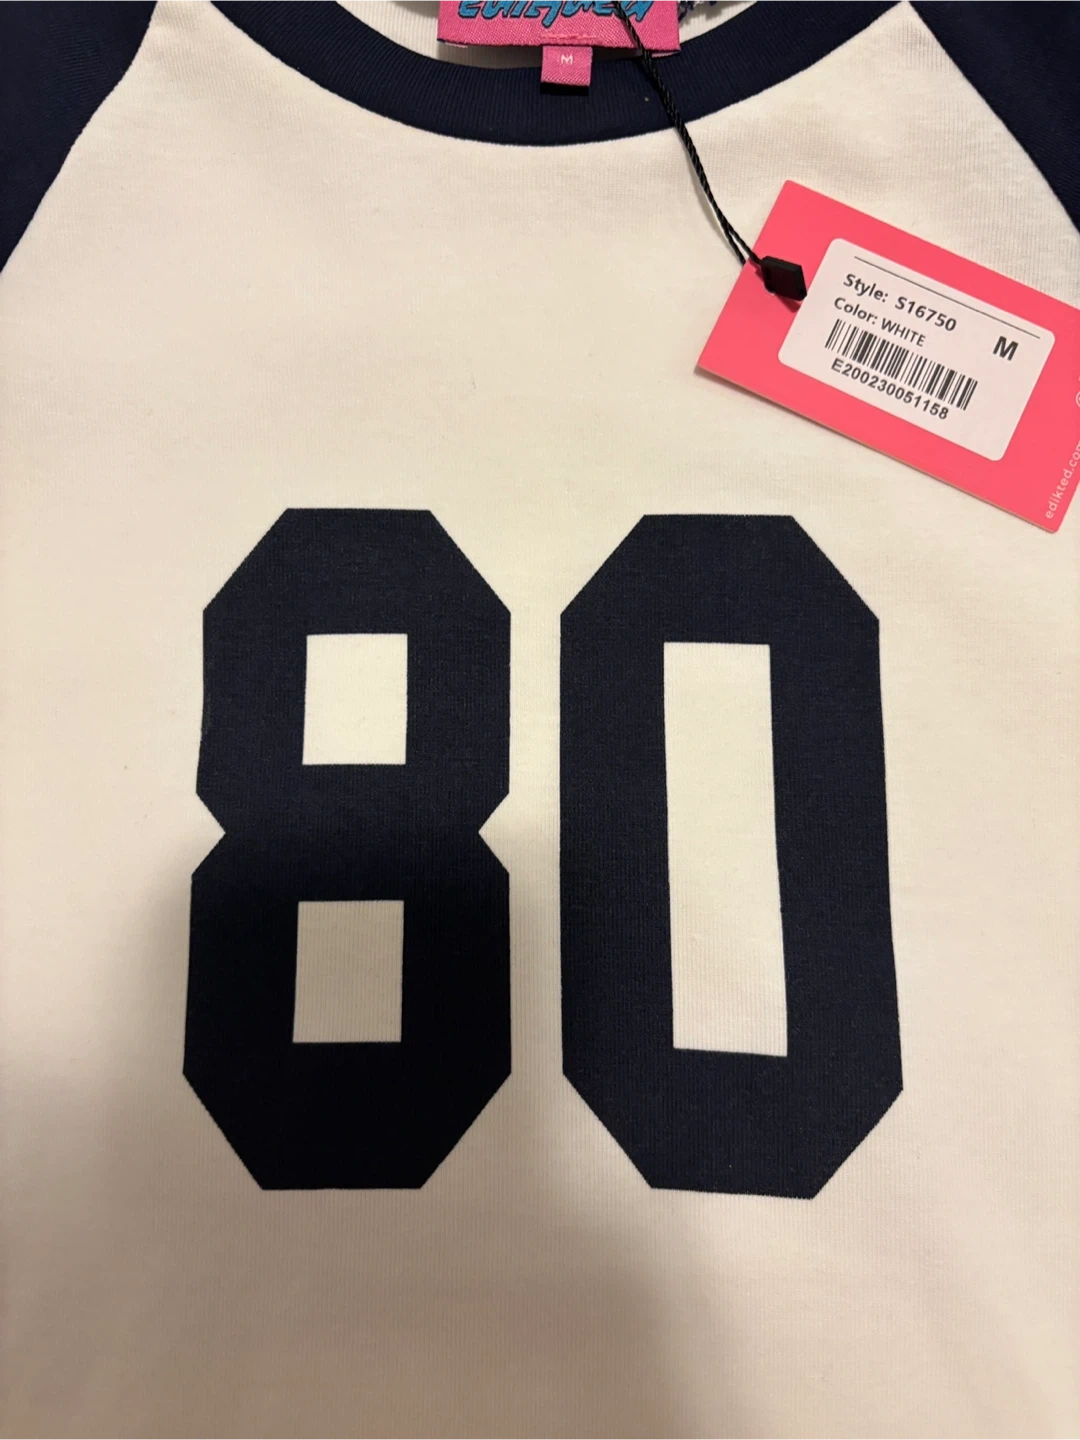 M
Style: S16750
Color: WHITE
M
E200230051158
edikted.com
80